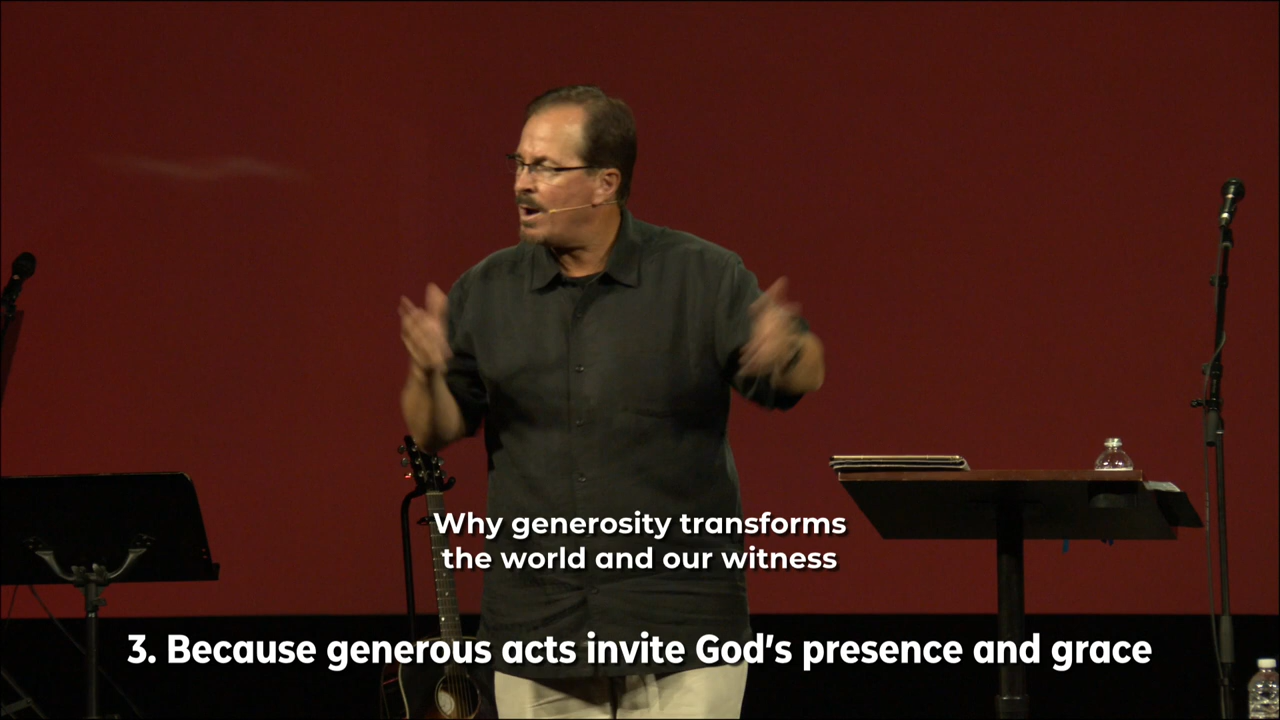 Why generosity transforms
the world and our witness
3. Because generous acts invite God's presence and grace